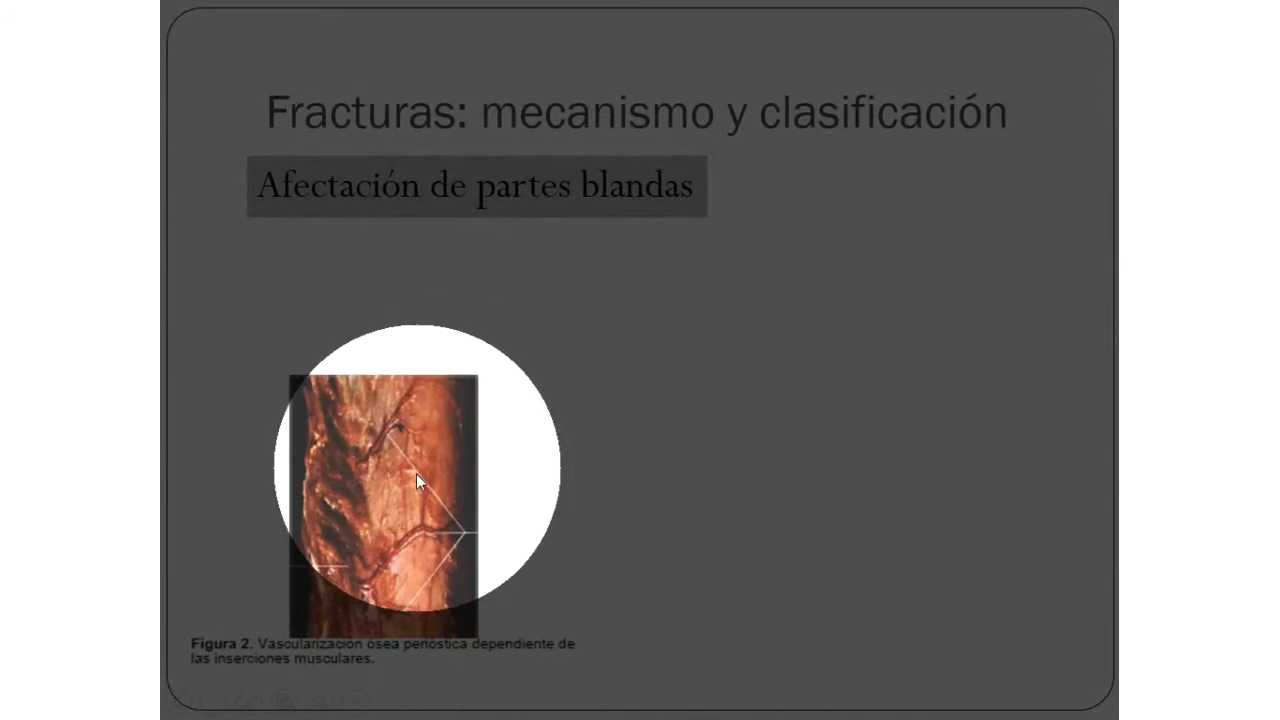 Fracturas: mecanismo y clasificación
Afectación de partes blandas
Figura 2. Vascularización ósea perióstica dependiente de
las inserciones musculares.